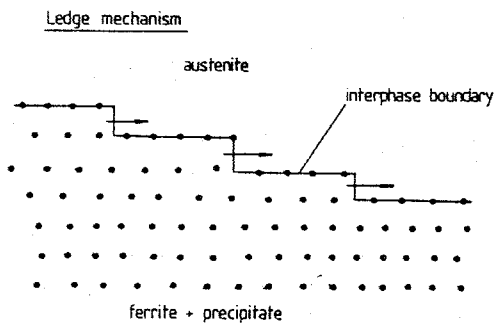 Ledge mechanism
austenite
interphase boundary
ferrite + precipitate